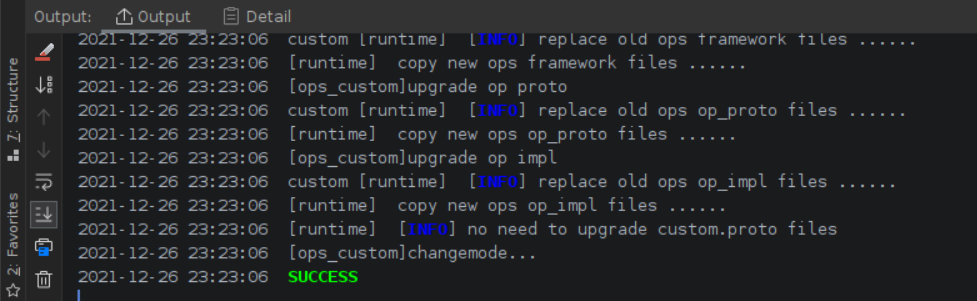 Output: Output Detail
2021-12-26 23:23:06 custom [runtime] [INFO] replace old ops framework files ......
2021-12-26 23:23:06 [runtime] copy new ops framework files ......
2021-12-26 23:23:06 [ops_custom]upgrade op proto
2021-12-26 23:23:06 custom [runtime] [INFO] replace old ops op_proto files ......
2021-12-26 23:23:06 [runtime] copy new ops op_proto files ......
2021-12-26 23:23:06 [ops_custom]upgrade op impl
2021-12-26 23:23:06 custom [runtime] [INFO] replace old ops op_impl files ......
2021-12-26 23:23:06 [runtime] copy new ops op_impl files ......
2021-12-26 23:23:06 [runtime] [INFO] no need to upgrade custom.proto files
2021-12-26 23:23:06 [ops_custom]changemode...
2021-12-26 23:23:06 SUCCESS
7: Structure
2: Favorites